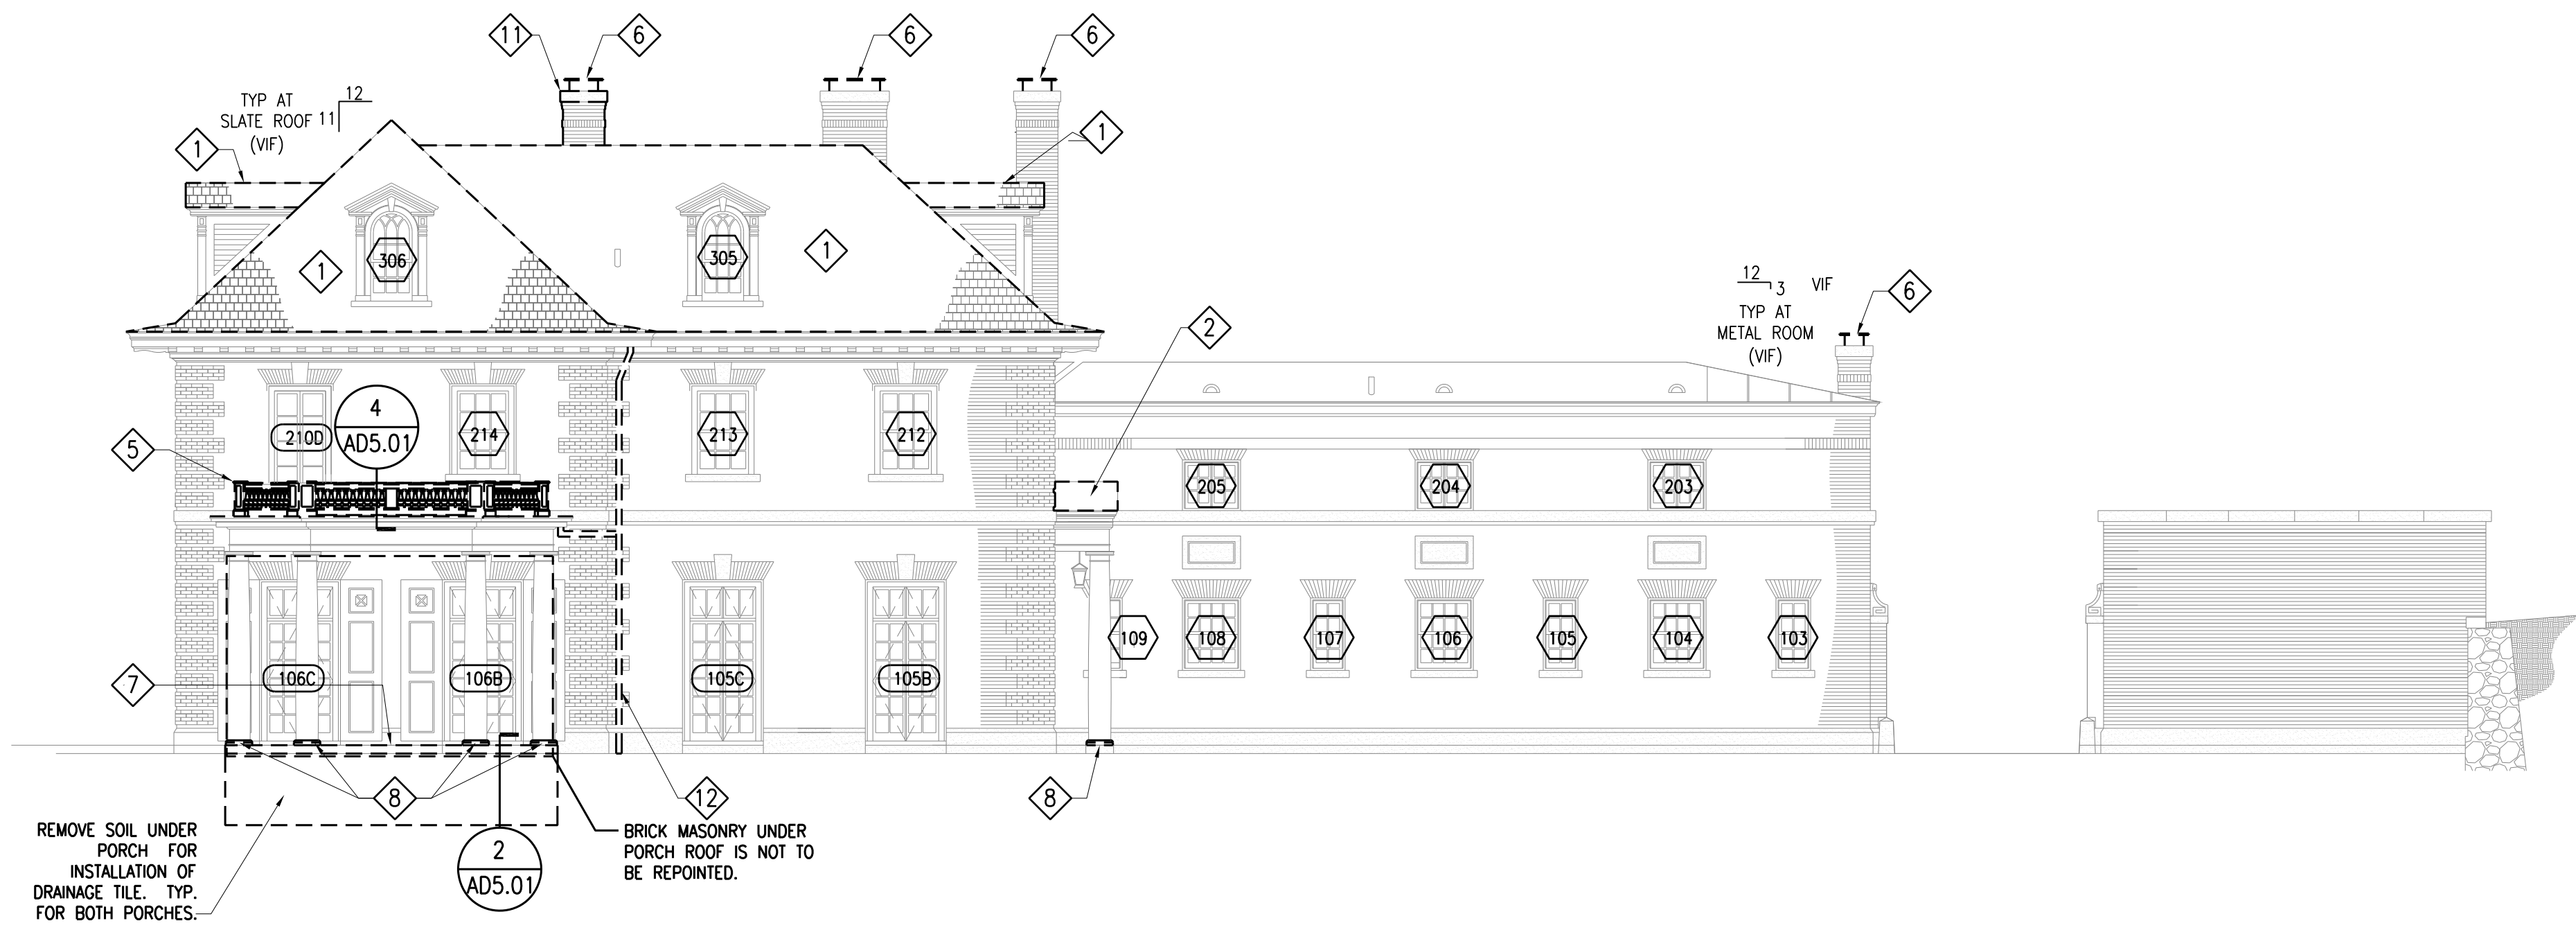 11
6
6
6
12
TYP AT
SLATE ROOF 11
(VIF)
1
1
306
1
305
1
12
3 VIF
TYP AT
METAL ROOM
(VIF)
6
2
4
AD5.01
210D
214
213
212
5
205
204
203
109
108
107
106
105
104
103
7
106C
106B
105C
105B
8
12
8
REMOVE SOIL UNDER
PORCH FOR
INSTALLATION OF
DRAINAGE TILE. TYP.
FOR BOTH PORCHES.
2
AD5.01
BRICK MASONRY UNDER
PORCH ROOF IS NOT TO
BE REPOINTED.